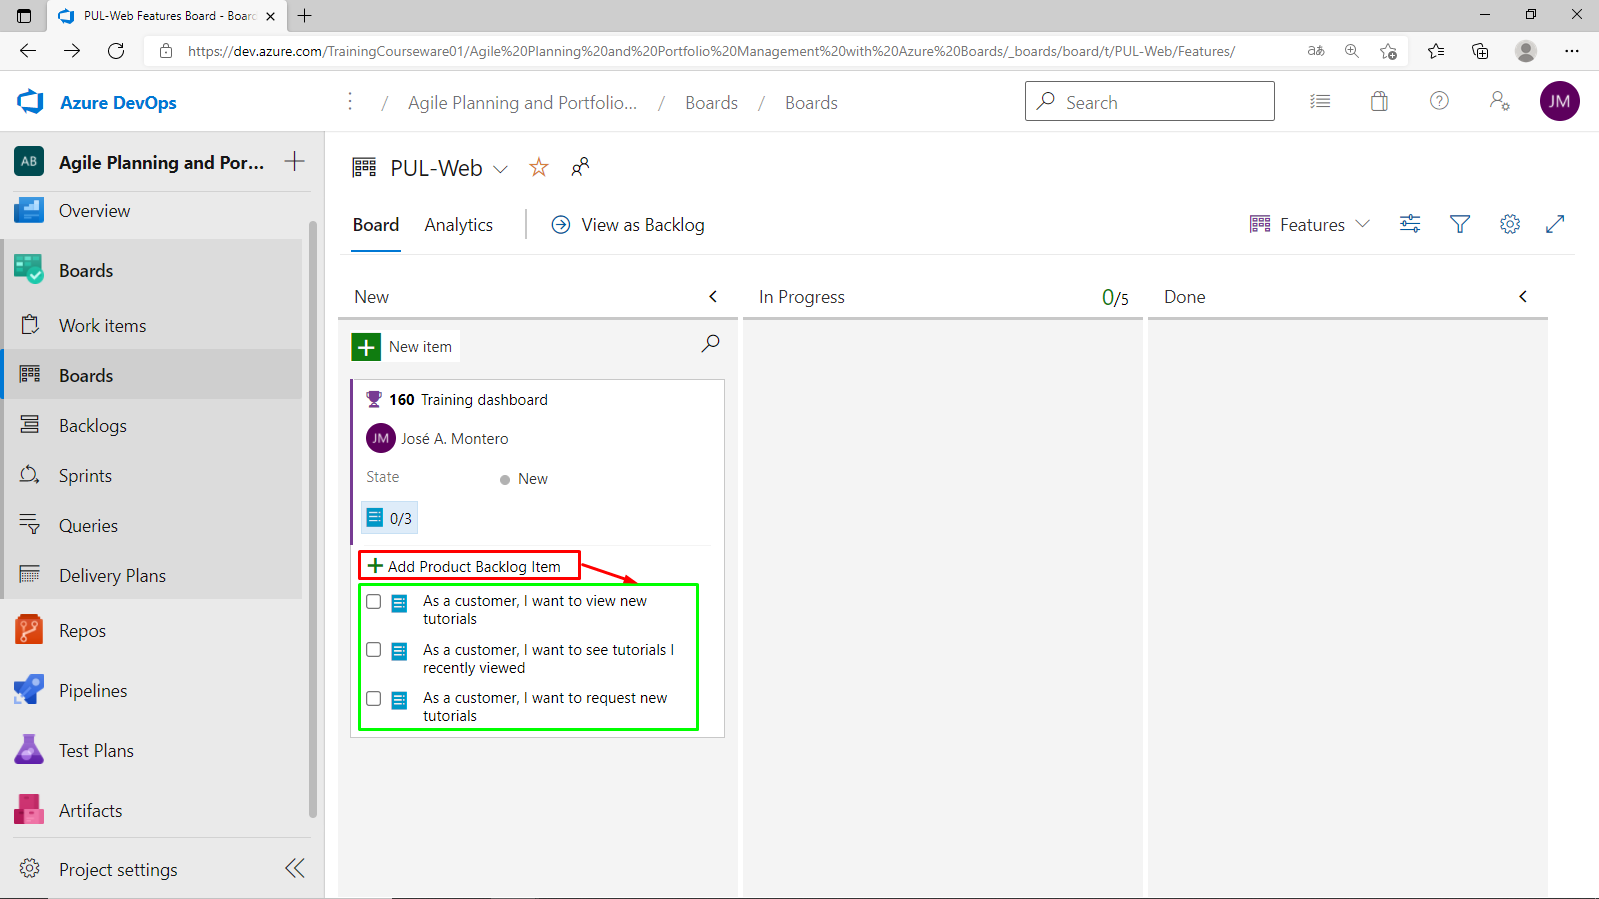 PUL-Web Features Board - Board
https://dev.azure.com/TrainingCourseware01/Agile%20Planning%20and%20Portfolio%20Management%20with%20Azure%20Boards/_boards/board/t/PUL-Web/Features/
aあ
Azure DevOps
/ Agile Planning and Portfolio... / Boards / Boards
Search
JM
AB Agile Planning and Por...
Overview
Boards
Work items
Boards
Backlogs
Sprints
Queries
Delivery Plans
Repos
Pipelines
Test Plans
Artifacts
Project settings
PUL-Web
Board Analytics View as Backlog
Features
New
In Progress 0/5
Done
New item
160 Training dashboard
JM José A. Montero
State New
0/3
Add Product Backlog Item
As a customer, I want to view new
tutorials
As a customer, I want to see tutorials I
recently viewed
As a customer, I want to request new
tutorials